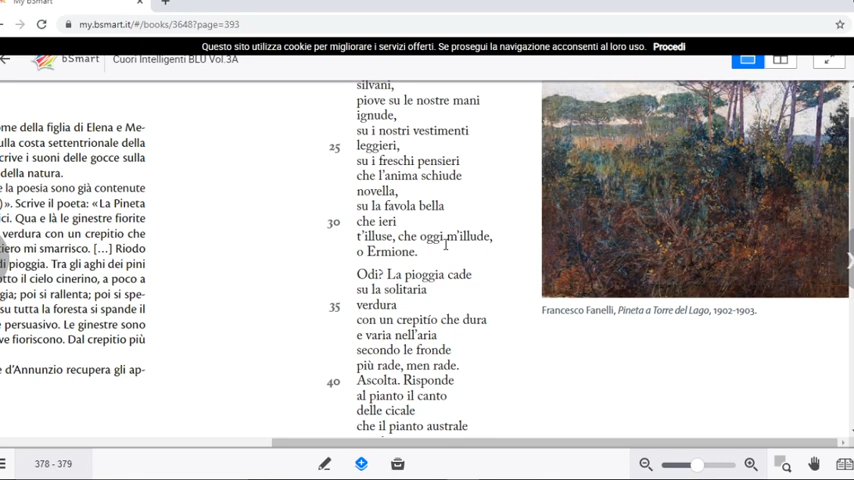 My bSmart
my.bsmart.it/#/books/3648?page=393
Questo sito utilizza cookie per migliorare i servizi offerti. Se prosegui la navigazione acconsenti al loro uso. Procedi
bSmart
Cuori Intelligenti BLU Vol.3A
ome della figlia di Elena e Me-
ulla costa settentrionale della
crive i suoni delle gocce sulla
della natura.
e la poesia sono già contenute
)». Scrive il poeta: «La Pineta
ici. Qua e là le ginestre fiorite
verdura con un crepitio che
tiero mi smarrisco. [...] Riodo
di pioggia. Tra gli aghi dei pini
otto il cielo cinerino, a poco a
gia; poi si rallenta; poi si spe-
su tutta la foresta si spande il
e persuasivo. Le ginestre sono
ve fioriscono. Dal crepitio più
e d'Annunzio recupera gli ap-
silvani,
piove su le nostre mani
ignude,
su i nostri vestimenti
25 leggieri,
su i freschi pensieri
che l'anima schiude
novella,
su la favola bella
30 che ieri
t'illuse, che oggi m'illude,
o Ermione.
Odi? La pioggia cade
su la solitaria
35 verdura
con un crepitío che dura
e varia nell'aria
secondo le fronde
più rade, men rade.
40 Ascolta. Risponde
al pianto il canto
delle cicale
che il pianto australe
Francesco Fanelli, Pineta a Torre del Lago, 1902-1903.
378 - 379